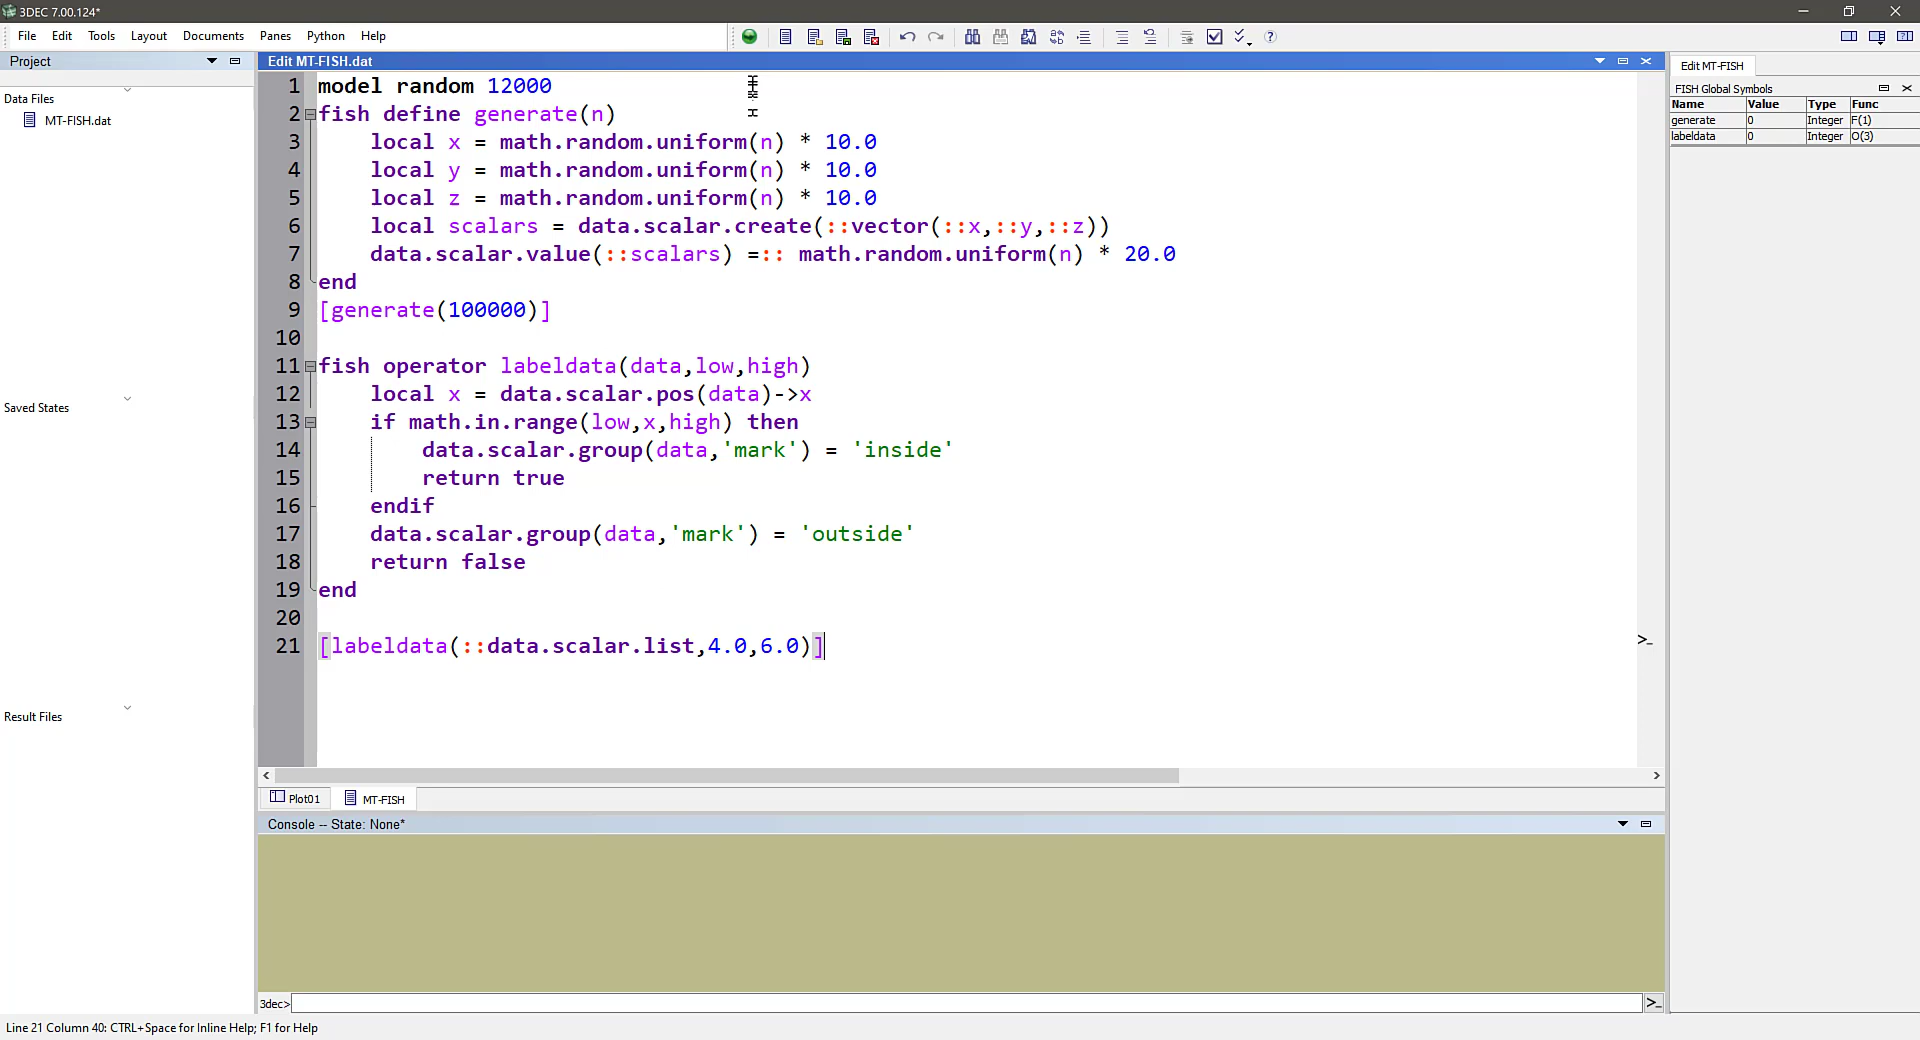 3DEC 7.00.124*
File Edit Tools Layout Documents Panes Python Help
Project
Data Files
MT-FISH.dat
Saved States
Result Files
Edit MT-FISH.dat
1 model random 12000
2 fish define generate(n)
3 local x = math.random.uniform(n) * 10.0
4 local y = math.random.uniform(n) * 10.0
5 local z = math.random.uniform(n) * 10.0
6 local scalars = data.scalar.create(::vector(::x,::y,::z))
7 data.scalar.value(::scalars) =:: math.random.uniform(n) * 20.0
8 end
9 [generate(100000)]
10
11 fish operator labeldata(data,low,high)
12 local x = data.scalar.pos(data)->x
13 if math.in.range(low,x,high) then
14 data.scalar.group(data,'mark') = 'inside'
15 return true
16 endif
17 data.scalar.group(data,'mark') = 'outside'
18 return false
19 end
20
21 [labeldata(::data.scalar.list,4.0,6.0)]
>_
Plot01 MT-FISH
Console -- State: None*
3dec> >_
Edit MT-FISH
FISH Global Symbols
Name Value Type Func
generate 0 Integer F(1)
labeldata 0 Integer O(3)
Line 21 Column 40: CTRL+Space for Inline Help; F1 for Help